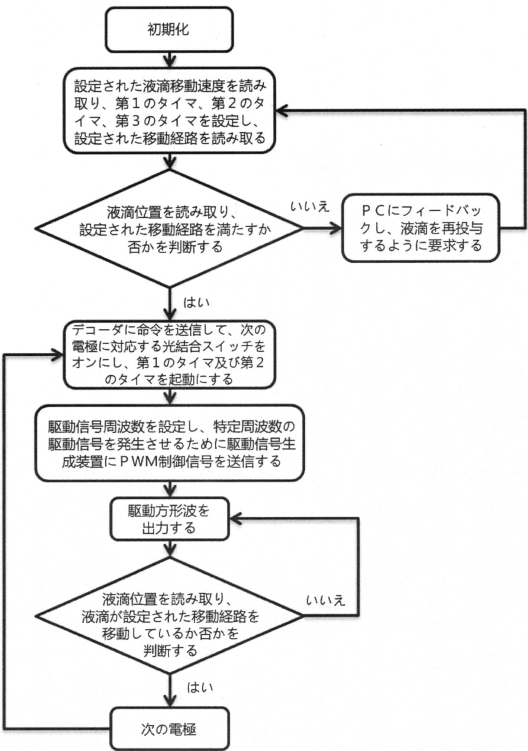 初期化
設定された液滴移動速度を読み
取り、第１のタイマ、第２のタ
イマ、第３のタイマを設定し、
設定された移動経路を読み取る
液滴位置を読み取り、
設定された移動経路を満たすか
否かを判断する
いいえ
ＰＣにフィードバッ
クし、液滴を再投与
するように要求する
はい
デコーダに命令を送信して、次の
電極に対応する光結合スイッチを
オンにし、第１のタイマ及び第２
のタイマを起動にする
駆動信号周波数を設定し、特定周波数の
駆動信号を発生させるために駆動信号生
成装置にＰＷＭ制御信号を送信する
駆動方形波を
出力する
液滴位置を読み取り、
液滴が設定された移動経路を
移動しているか否かを
判断する
いいえ
はい
次の電極